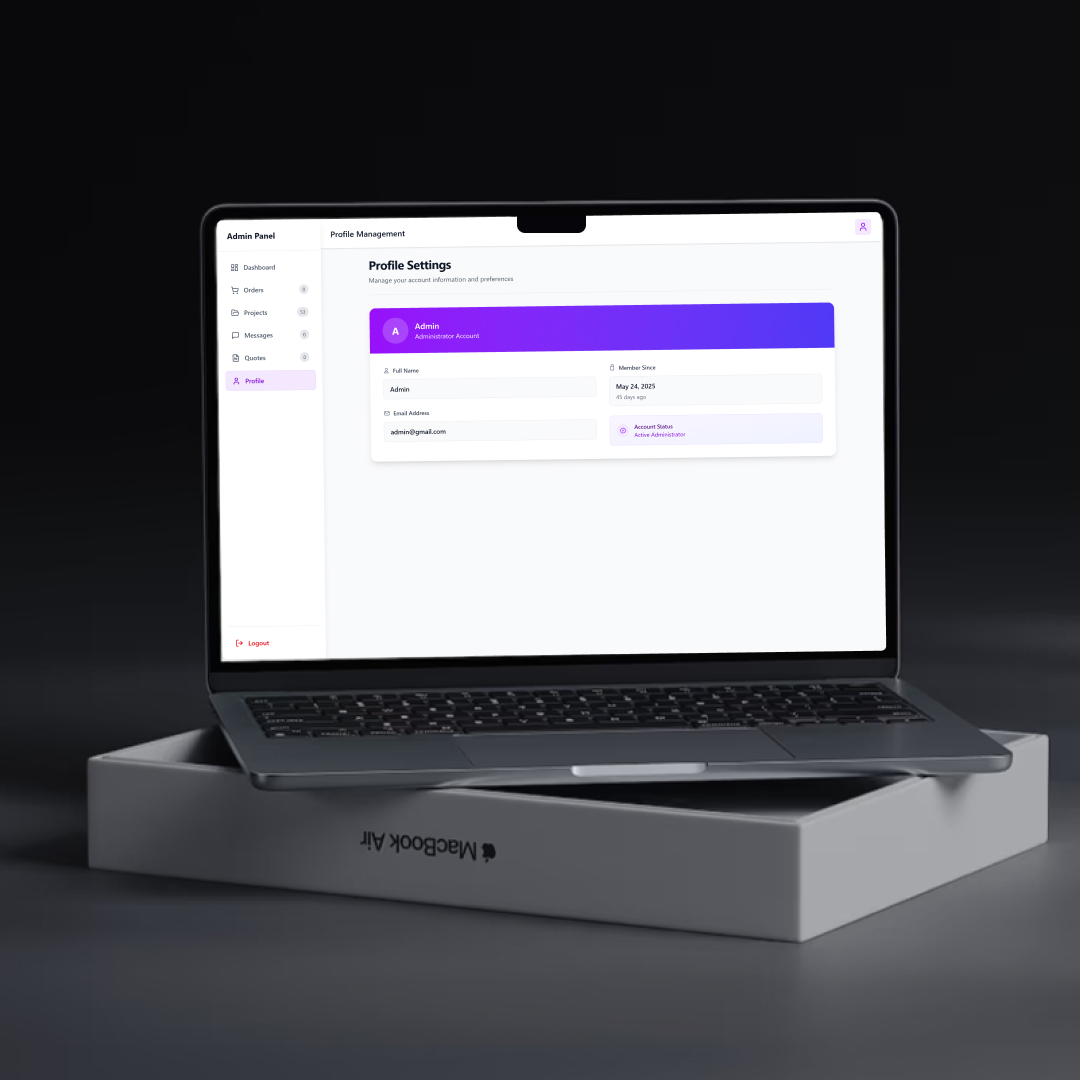 Admin Panel
Profile Management
Dashboard
Orders 8
Projects 53
Messages 6
Quotes 0
Profile
Logout
Profile Settings
Manage your account information and preferences
A
Admin
Administrator Account
Full Name
Admin
Email Address
admin@gmail.com
Member Since
May 24, 2025
45 days ago
Account Status
Active Administrator
MacBook Air